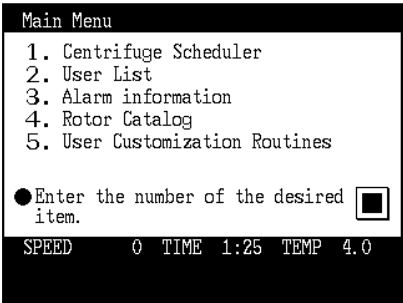 Main Menu
1. Centrifuge Scheduler
2. User List
3. Alarm information
4. Rotor Catalog
5. User Customization Routines
Enter the number of the desired
item.
SPEED 0 TIME 1:25 TEMP 4.0